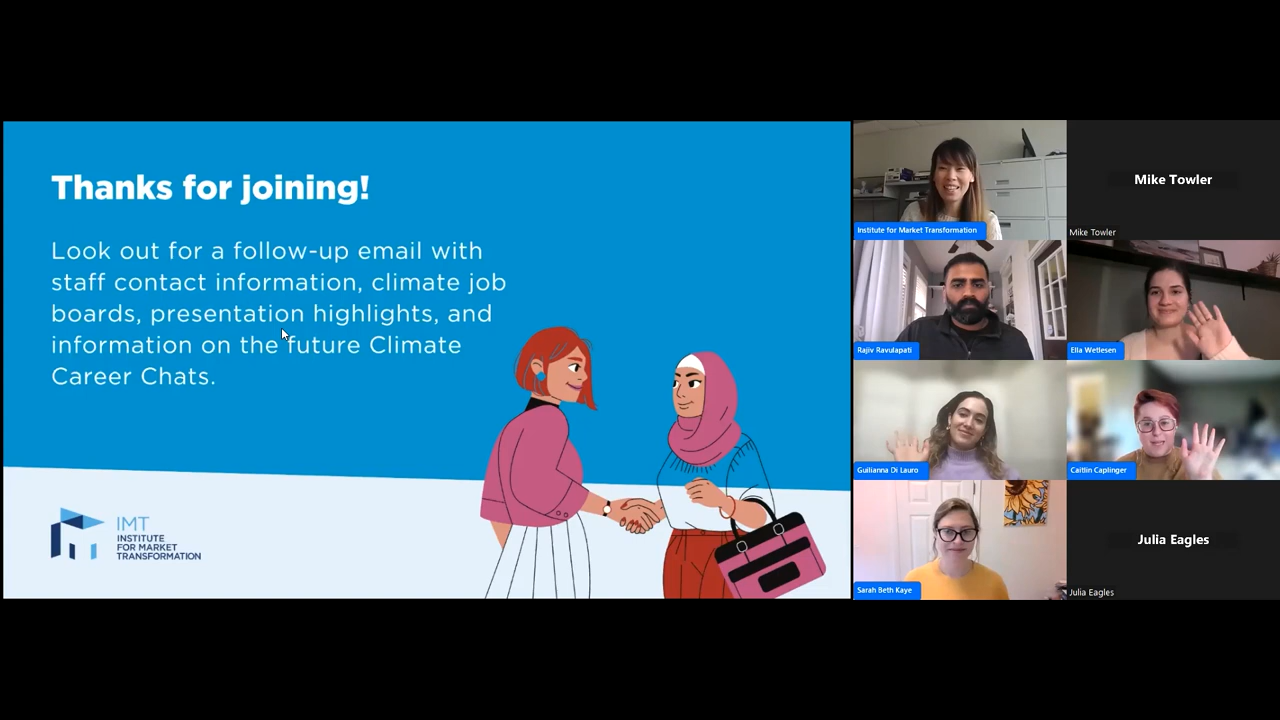 Thanks for joining!
Look out for a follow-up email with
staff contact information, climate job
boards, presentation highlights, and
information on the future Climate
Career Chats.
IMT
INSTITUTE
FOR MARKET
TRANSFORMATION
Institute for Market Transformation
Mike Towler
Mike Towler
Rajiv Ravulapati
Ella Wetlesen
Guilianna Di Lauro
Caitlin Caplinger
Sarah Beth Kaye
Julia Eagles
Julia Eagles